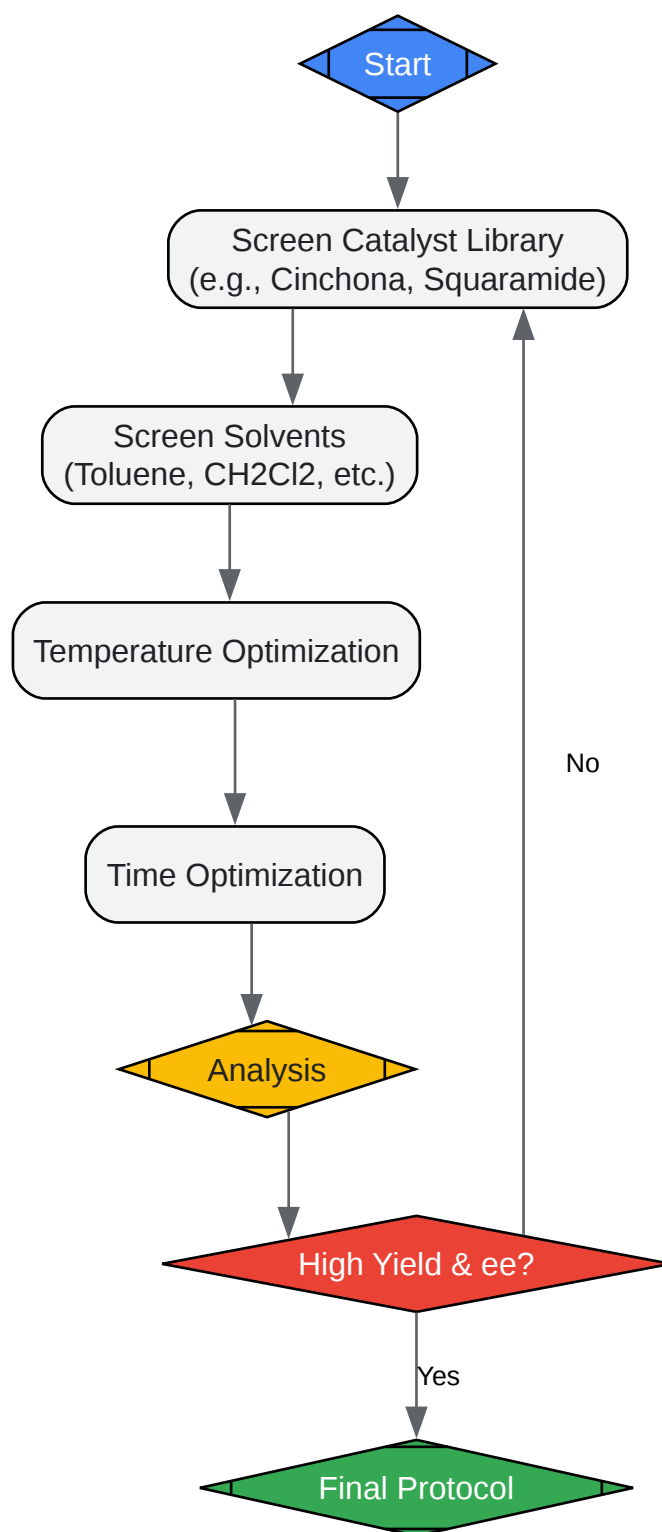 Start
Screen Catalyst Library
(e.g., Cinchona, Squaramide)
Screen Solvents
(Toluene, CH2Cl2, etc.)
Temperature Optimization
No
Time Optimization
Analysis
High Yield & ee?
Yes
Final Protocol